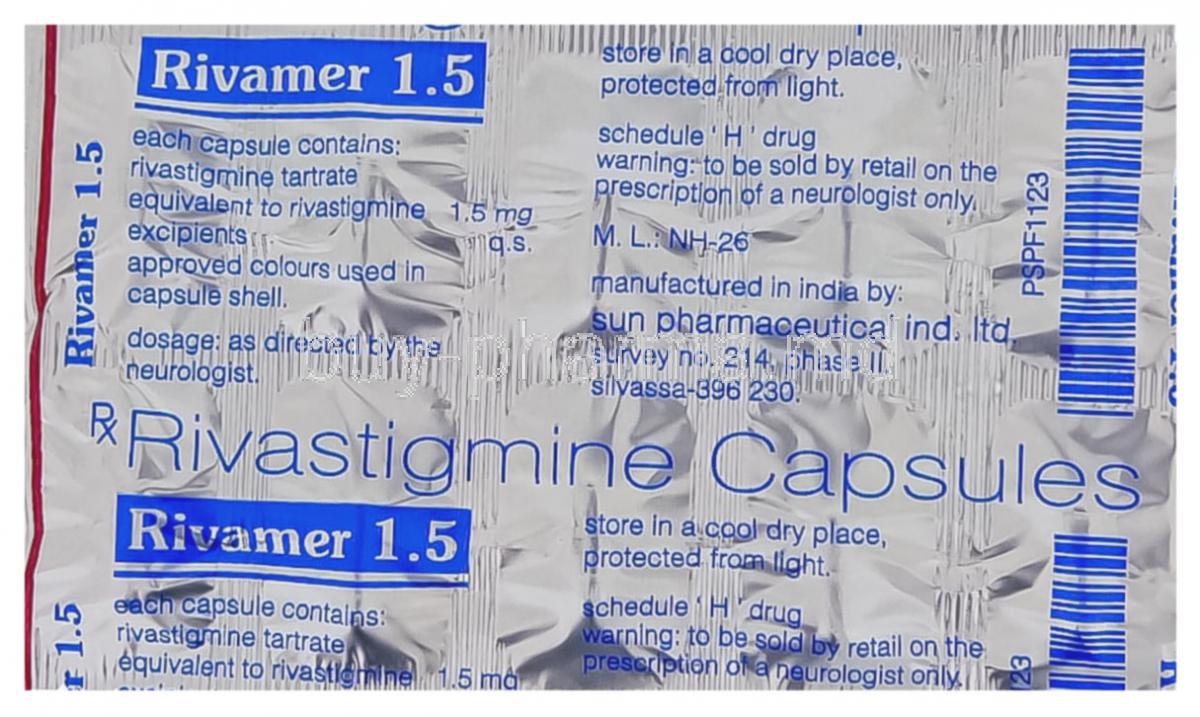 Rivamer 1.5
each capsule contains:
rivastigmine tartrate
equivalent to rivastigmine 1.5 mg
excipients q.s.
approved colours used in
capsule shell.
dosage: as directed by the
neurologist.
store in a cool dry place,
protected from light.
schedule ' H ' drug
warning: to be sold by retail on the
prescription of a neurologist only.
M. L.: NH-26
manufactured in india by:
sun pharmaceutical ind. ltd.
survey no. 214, phase II,
silvassa-396 230.
Rivamer 1.5
PSPF1123
buy-pharma.md
Rx Rivastigmine Capsules
Rivamer 1.5
each capsule contains:
rivastigmine tartrate
equivalent to rivastigmine 1.5 mg
store in a cool dry place,
protected from light.
schedule ' H ' drug
warning: to be sold by retail on the
prescription of a neurologist only.
r 1.5
23